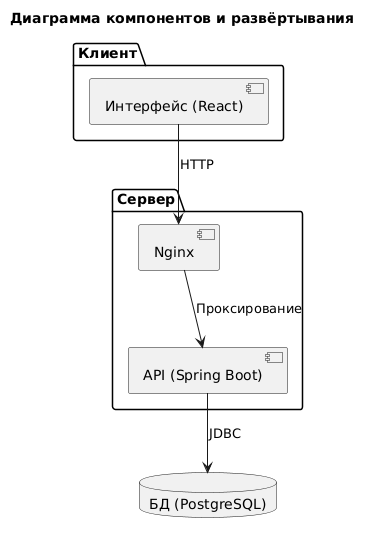 Диаграмма компонентов и развёртывания
Клиент
Интерфейс (React)
HTTP
Сервер
Nginx
Проксирование
API (Spring Boot)
JDBC
БД (PostgreSQL)